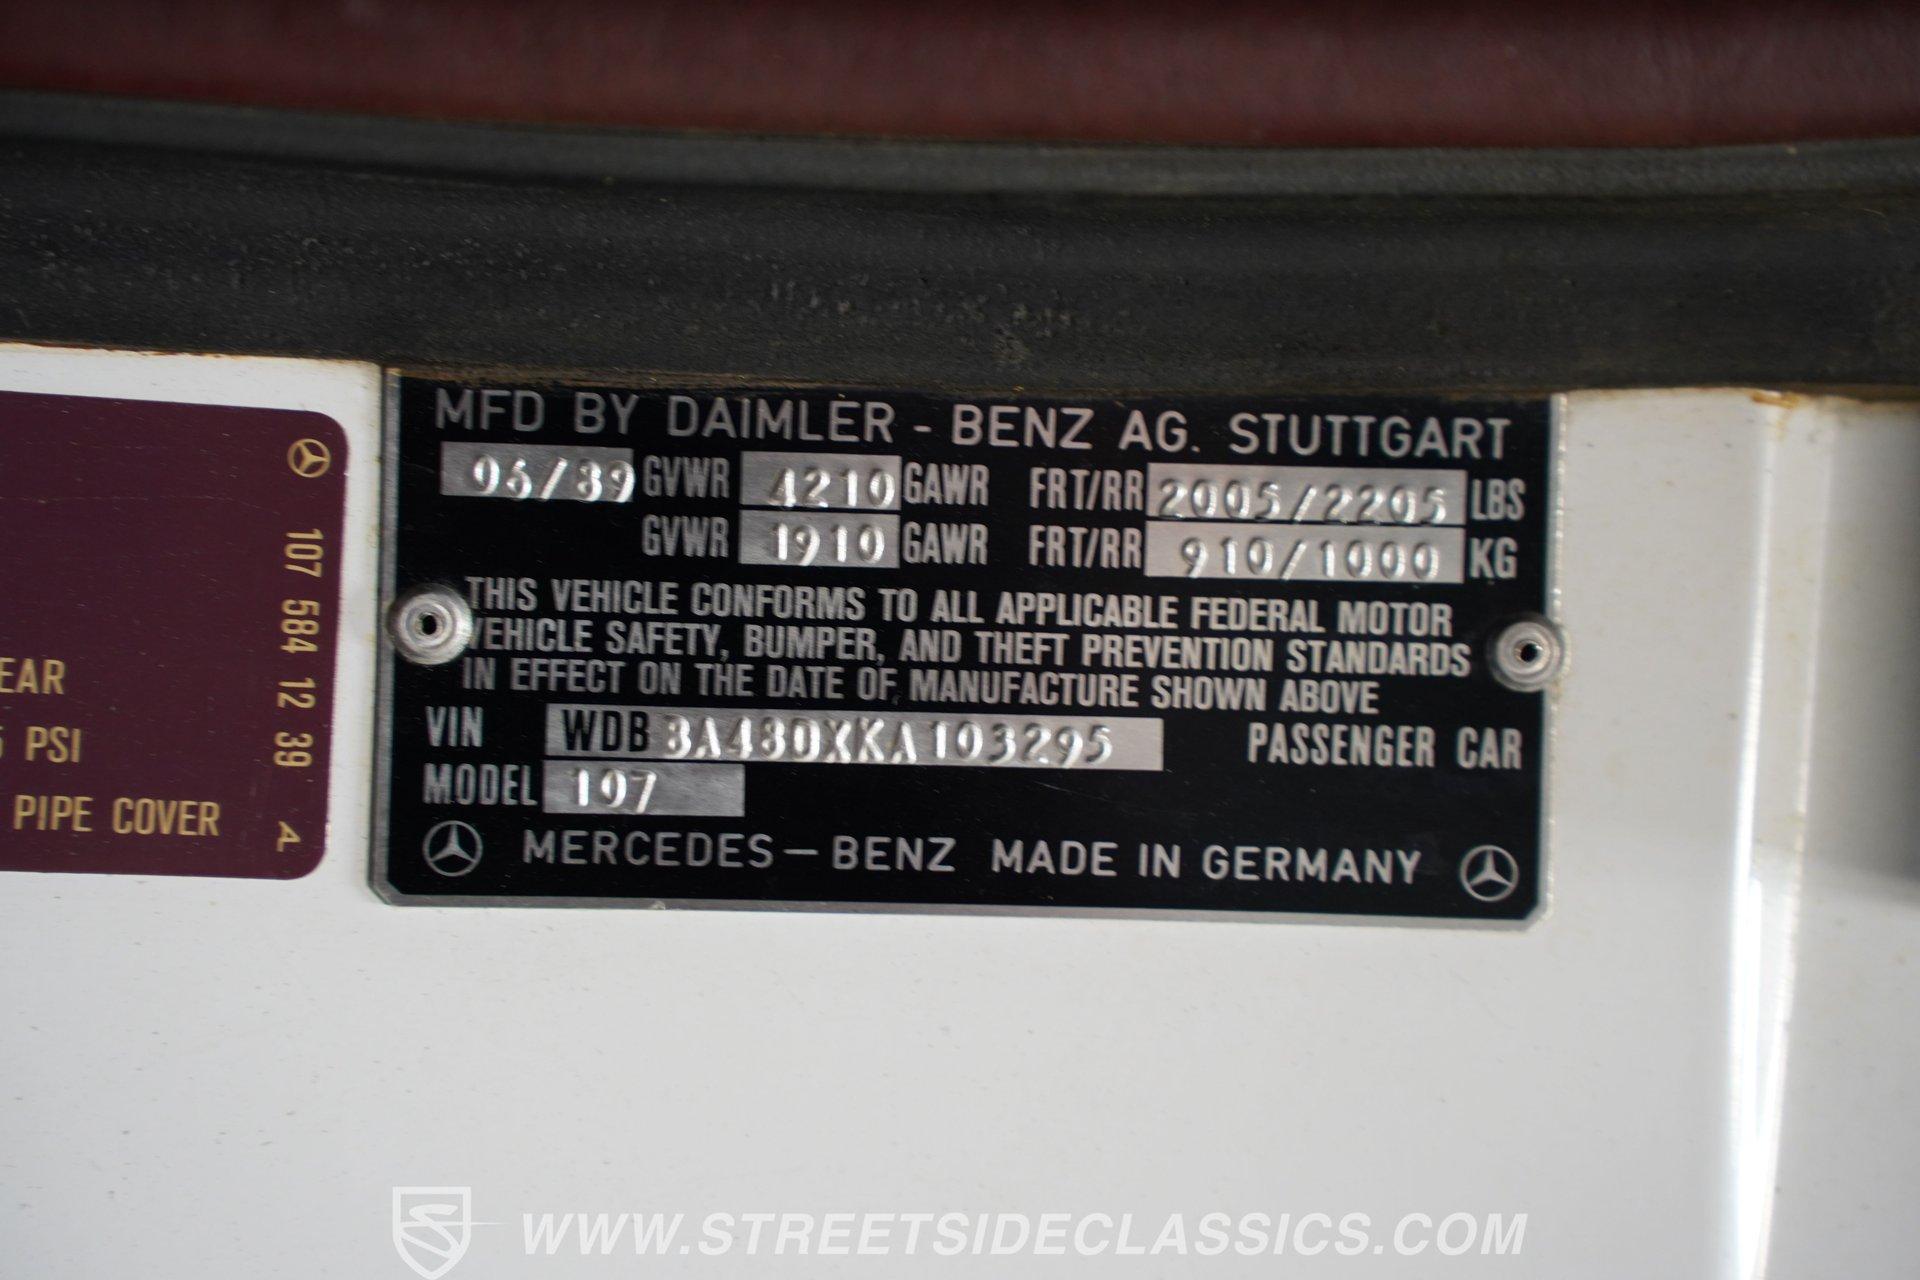 MFD BY DAIMLER - BENZ AG. STUTTGART
06/89 GVWR 4210 GAWR FRT/RR 2005/2205 LBS
GVWR 1910 GAWR FRT/RR 910/1000 KG
THIS VEHICLE CONFORMS TO ALL APPLICABLE FEDERAL MOTOR
VEHICLE SAFETY, BUMPER, AND THEFT PREVENTION STANDARDS
IN EFFECT ON THE DATE OF MANUFACTURE SHOWN ABOVE
VIN WDB BA48DXKA103295 PASSENGER CAR
MODEL 107
MERCEDES-BENZ MADE IN GERMANY
107 584 12 39 A
EAR
PSI
PIPE COVER
WWW.STREETSIDECLASSICS.COM